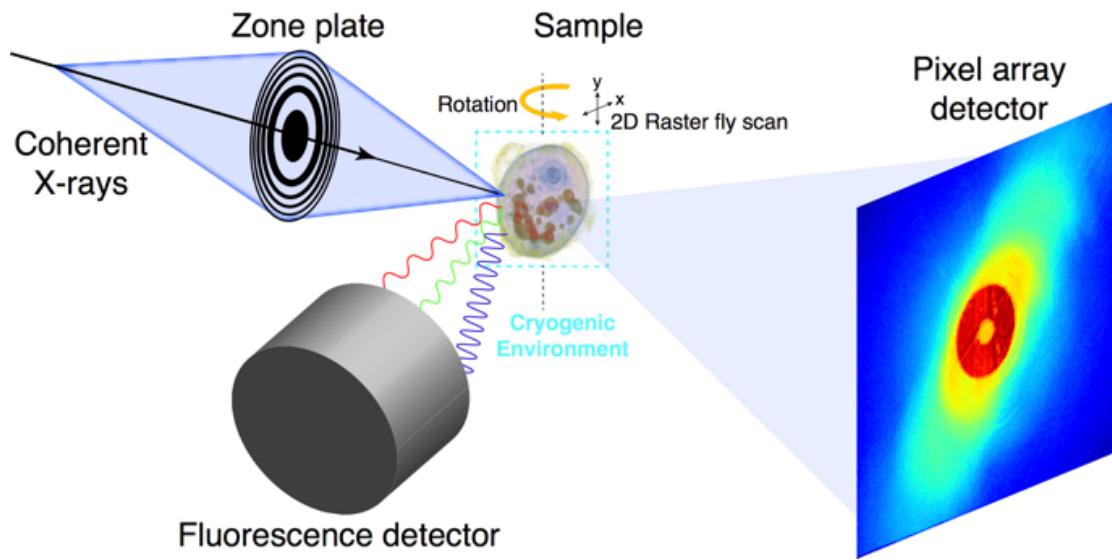 Zone plate
Sample
Pixel array
detector
Rotation
y
x
2D Raster fly scan
Coherent
X-rays
Cryogenic
Environment
Fluorescence detector